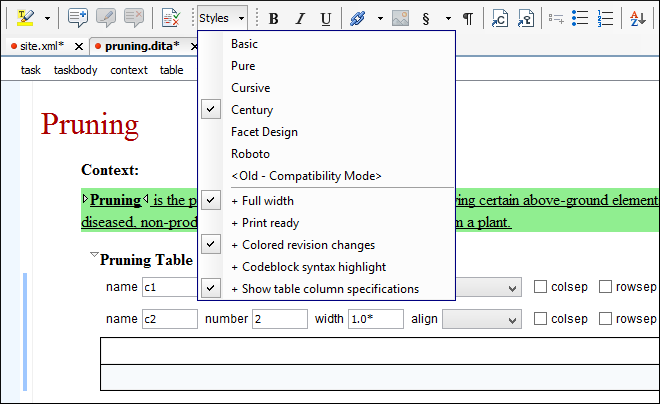 Styles B I U § ¶
site.xml* pruning.dita*
task taskbody context table
Basic
Pure
Cursive
Century
Facet Design
Roboto
<Old - Compatibility Mode>
+ Full width
+ Print ready
+ Colored revision changes
+ Codeblock syntax highlight
+ Show table column specifications
Pruning
Context:
Pruning is the p ving certain above-ground element
diseased, non-prod m a plant.
Pruning Table
name c1 colsep rowsep
name c2 number 2 width 1.0* align colsep rowsep